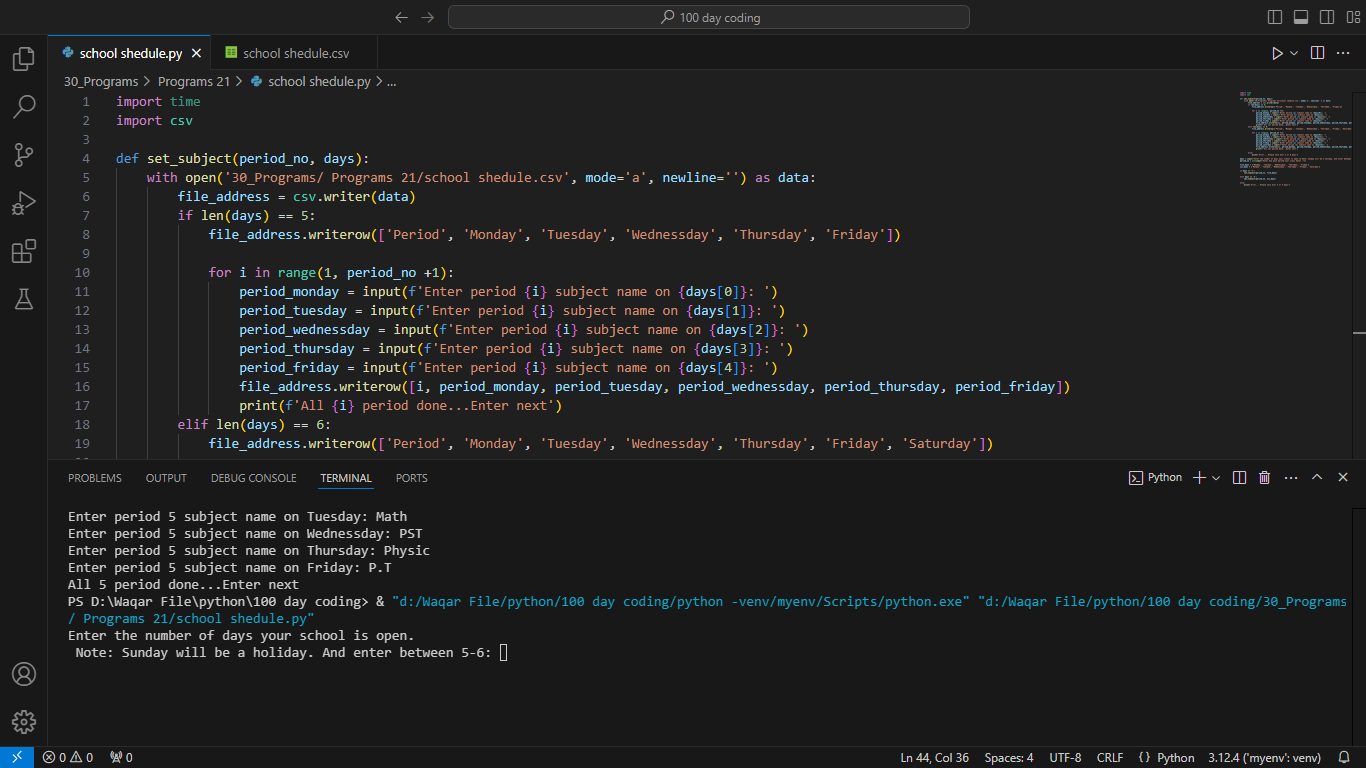 100 day coding
school shedule.py
school shedule.csv
30_Programs > Programs 21 > school shedule.py > ...
1 import time
2 import csv
3
4 def set_subject(period_no, days):
5 with open('30_Programs/ Programs 21/school shedule.csv', mode='a', newline='') as data:
6 file_address = csv.writer(data)
7 if len(days) == 5:
8 file_address.writerow(['Period', 'Monday', 'Tuesday', 'Wednessday', 'Thursday', 'Friday'])
9
10 for i in range(1, period_no +1):
11 period_monday = input(f'Enter period {i} subject name on {days[0]}: ')
12 period_tuesday = input(f'Enter period {i} subject name on {days[1]}: ')
13 period_wednessday = input(f'Enter period {i} subject name on {days[2]}: ')
14 period_thursday = input(f'Enter period {i} subject name on {days[3]}: ')
15 period_friday = input(f'Enter period {i} subject name on {days[4]}: ')
16 file_address.writerow([i, period_monday, period_tuesday, period_wednessday, period_thursday, period_friday])
17 print(f'All {i} period done...Enter next')
18 elif len(days) == 6:
19 file_address.writerow(['Period', 'Monday', 'Tuesday', 'Wednessday', 'Thursday', 'Friday', 'Saturday'])
PROBLEMS OUTPUT DEBUG CONSOLE TERMINAL PORTS
Python
Enter period 5 subject name on Tuesday: Math
Enter period 5 subject name on Wednessday: PST
Enter period 5 subject name on Thursday: Physic
Enter period 5 subject name on Friday: P.T
All 5 period done...Enter next
PS D:\Waqar File\python\100 day coding> & "d:/Waqar File/python/100 day coding/python -venv/myenv/Scripts/python.exe" "d:/Waqar File/python/100 day coding/30_Programs
/ Programs 21/school shedule.py"
Enter the number of days your school is open.
Note: Sunday will be a holiday. And enter between 5-6:
0 0 0 Ln 44, Col 36 Spaces: 4 UTF-8 CRLF {} Python 3.12.4 ('myenv': venv)